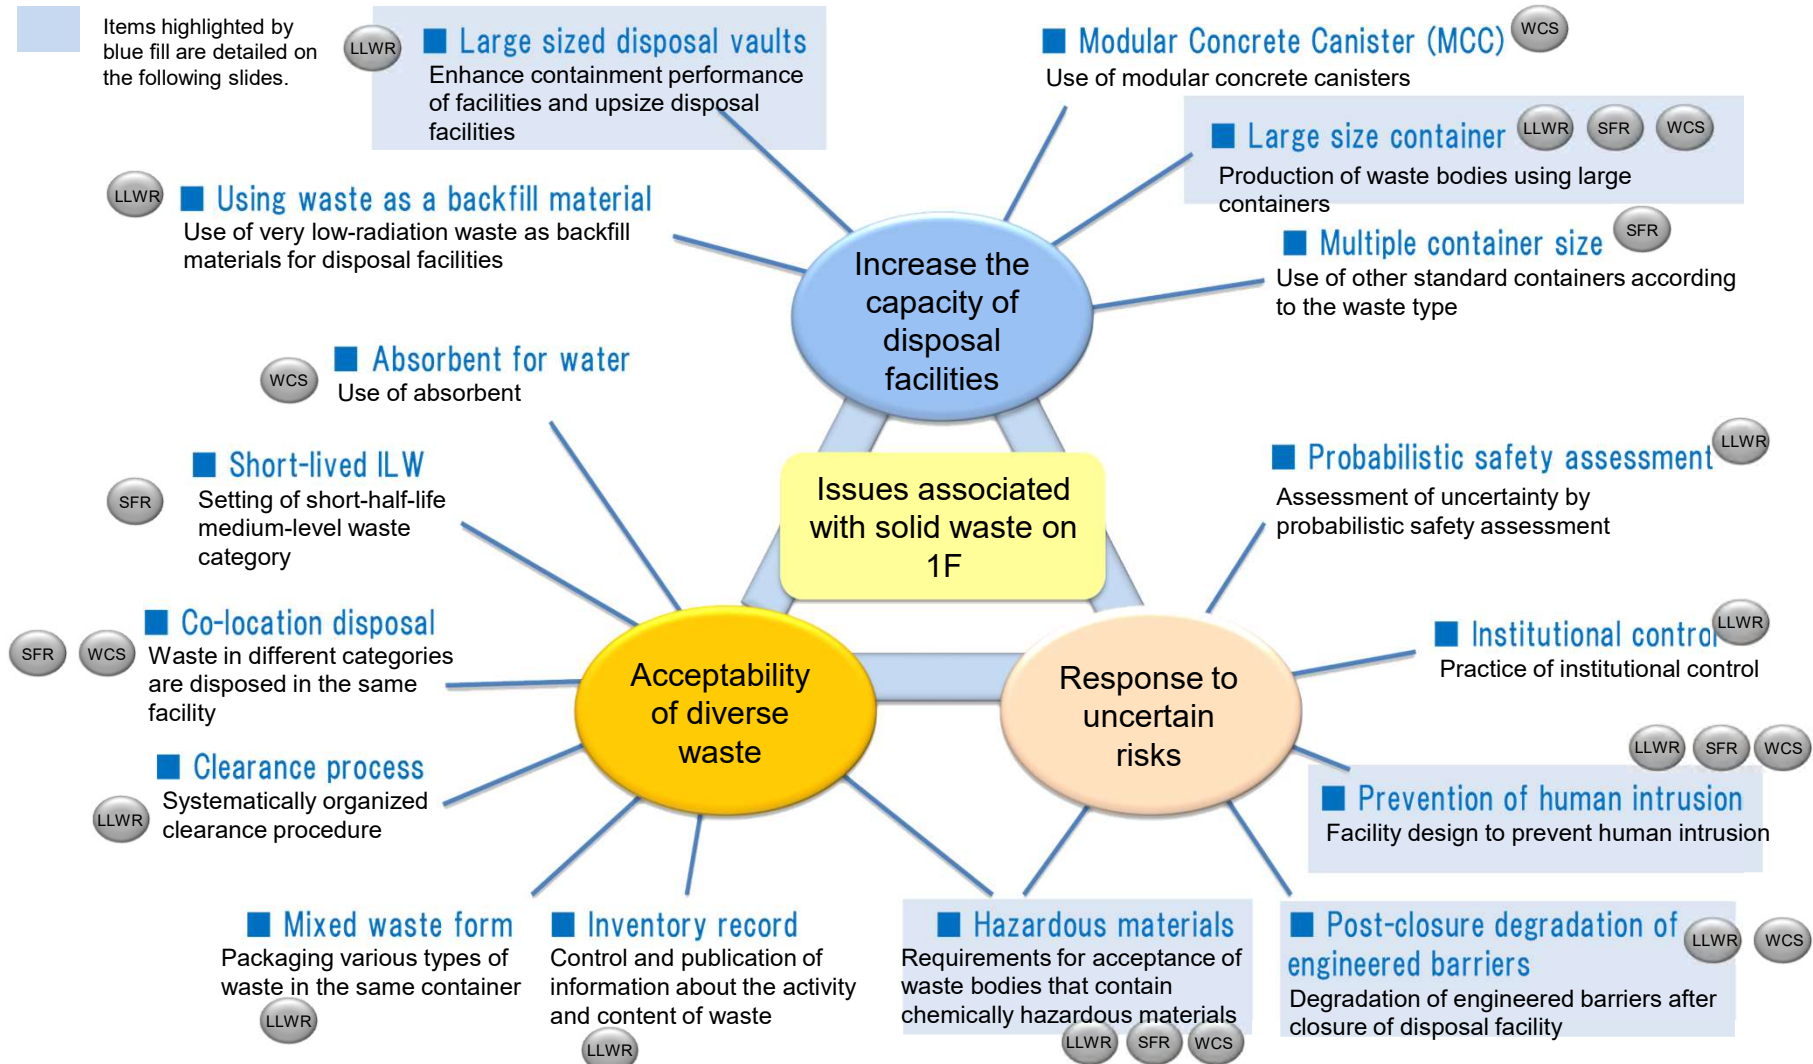 Items highlighted by
blue fill are detailed on
the following slides.
LLWR
■ Large sized disposal vaults
Enhance containment performance
of facilities and upsize disposal
facilities
■ Modular Concrete Canister (MCC)
WCS
Use of modular concrete canisters
■ Large size container
LLWR SFR WCS
Production of waste bodies using large
containers
LLWR
■ Using waste as a backfill material
Use of very low-radiation waste as backfill
materials for disposal facilities
■ Multiple container size
SFR
Use of other standard containers according
to the waste type
Increase the
capacity of
disposal
facilities
WCS
■ Absorbent for water
Use of absorbent
SFR
■ Short-lived ILW
Setting of short-half-life
medium-level waste
category
Issues associated
with solid waste on
1F
■ Probabilistic safety assessment
LLWR
Assessment of uncertainty by
probabilistic safety assessment
SFR WCS
■ Co-location disposal
Waste in different categories
are disposed in the same
facility
Acceptability
of diverse
waste
Response to
uncertain
risks
■ Institutional control
LLWR
Practice of institutional control
LLWR
■ Clearance process
Systematically organized
clearance procedure
LLWR SFR WCS
■ Prevention of human intrusion
Facility design to prevent human intrusion
■ Mixed waste form
Packaging various types of
waste in the same container
LLWR
■ Inventory record
Control and publication of
information about the activity
and content of waste
LLWR
■ Hazardous materials
Requirements for acceptance of
waste bodies that contain
chemically hazardous materials
LLWR SFR WCS
■ Post-closure degradation of
engineered barriers
LLWR WCS
Degradation of engineered barriers after
closure of disposal facility